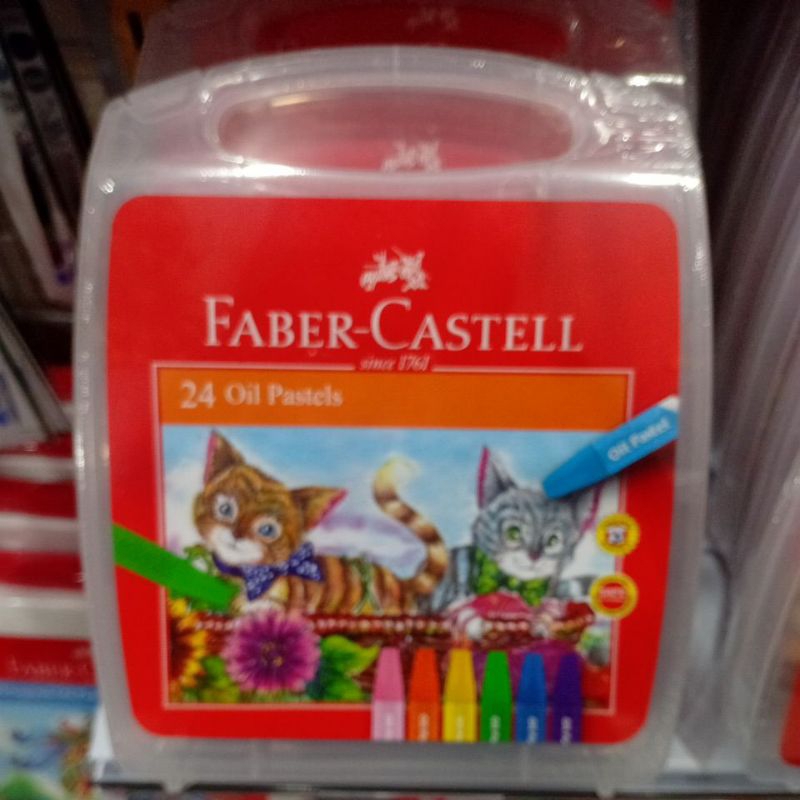 FABER-CASTELL
since 1761
24 Oil Pastels
Oil Pastel